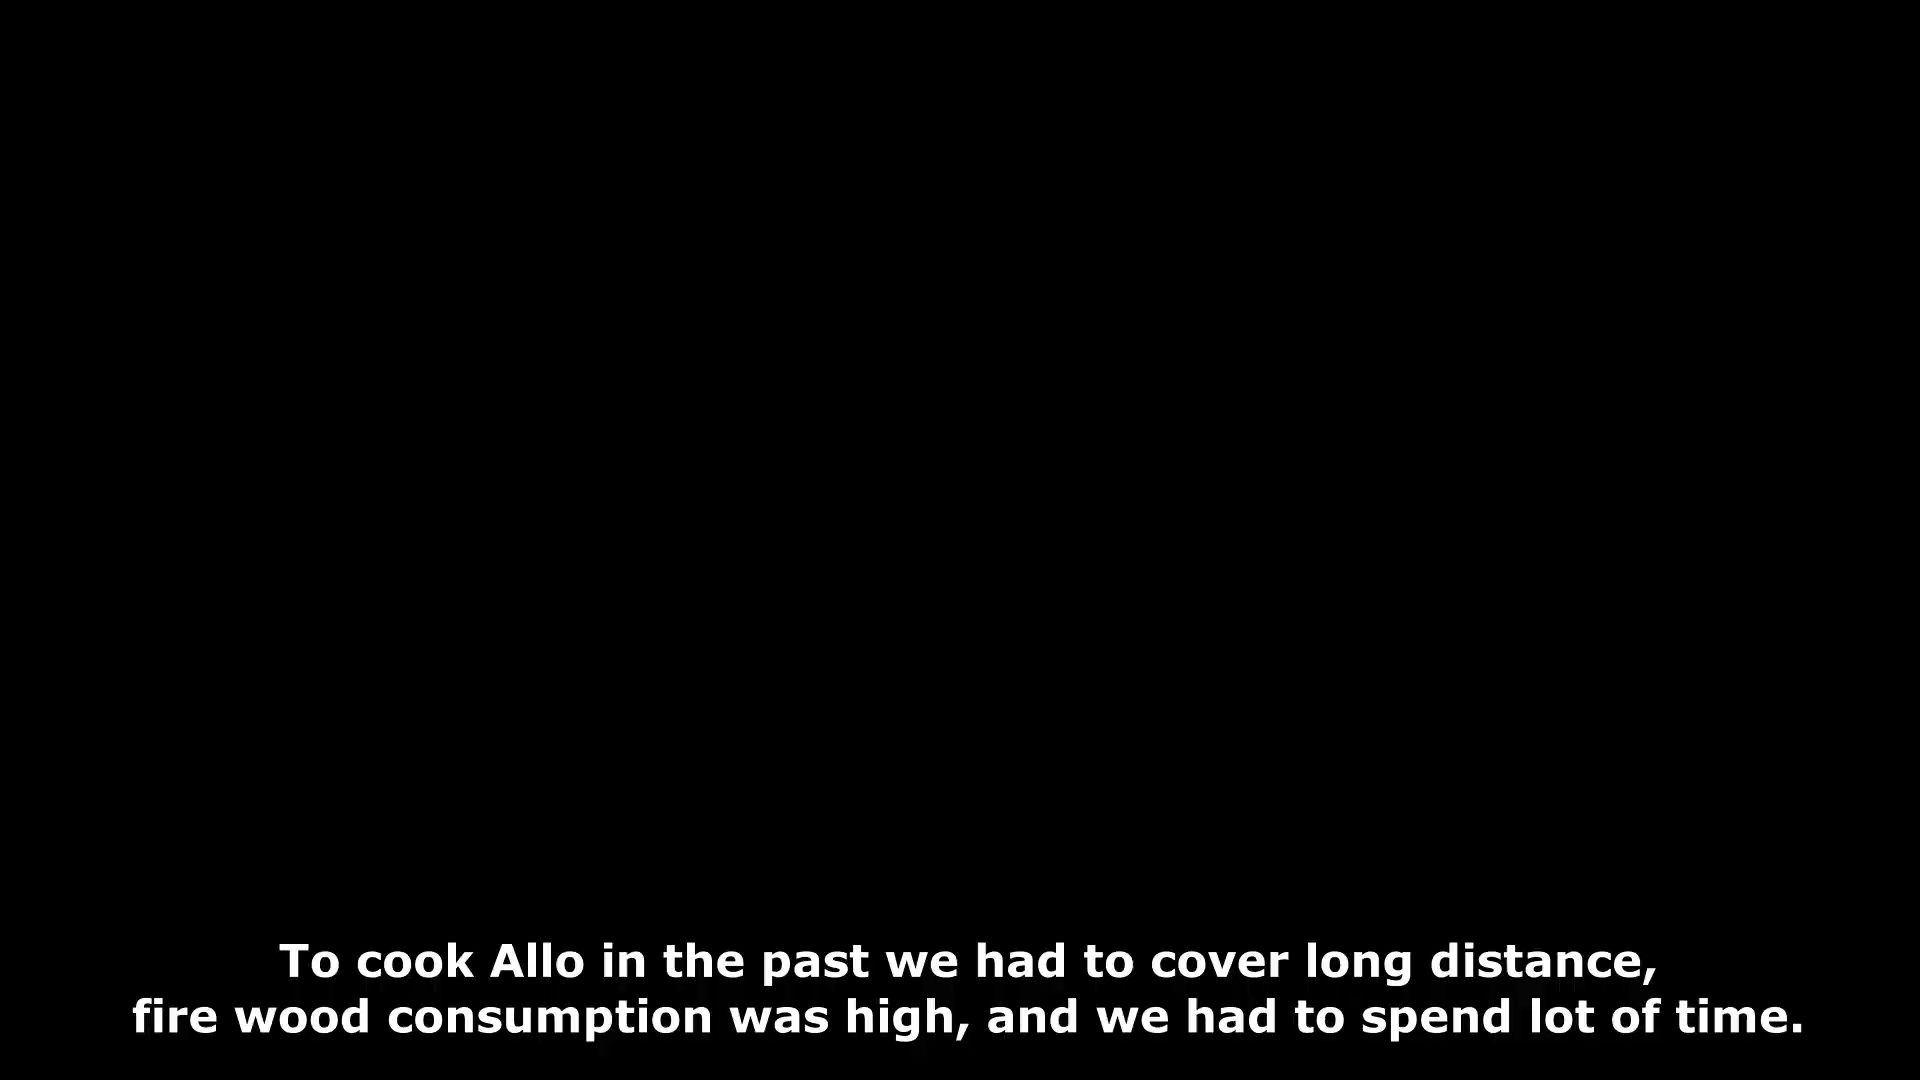 To cook Allo in the past we had to cover long distance,
fire wood consumption was high, and we had to spend lot of time.